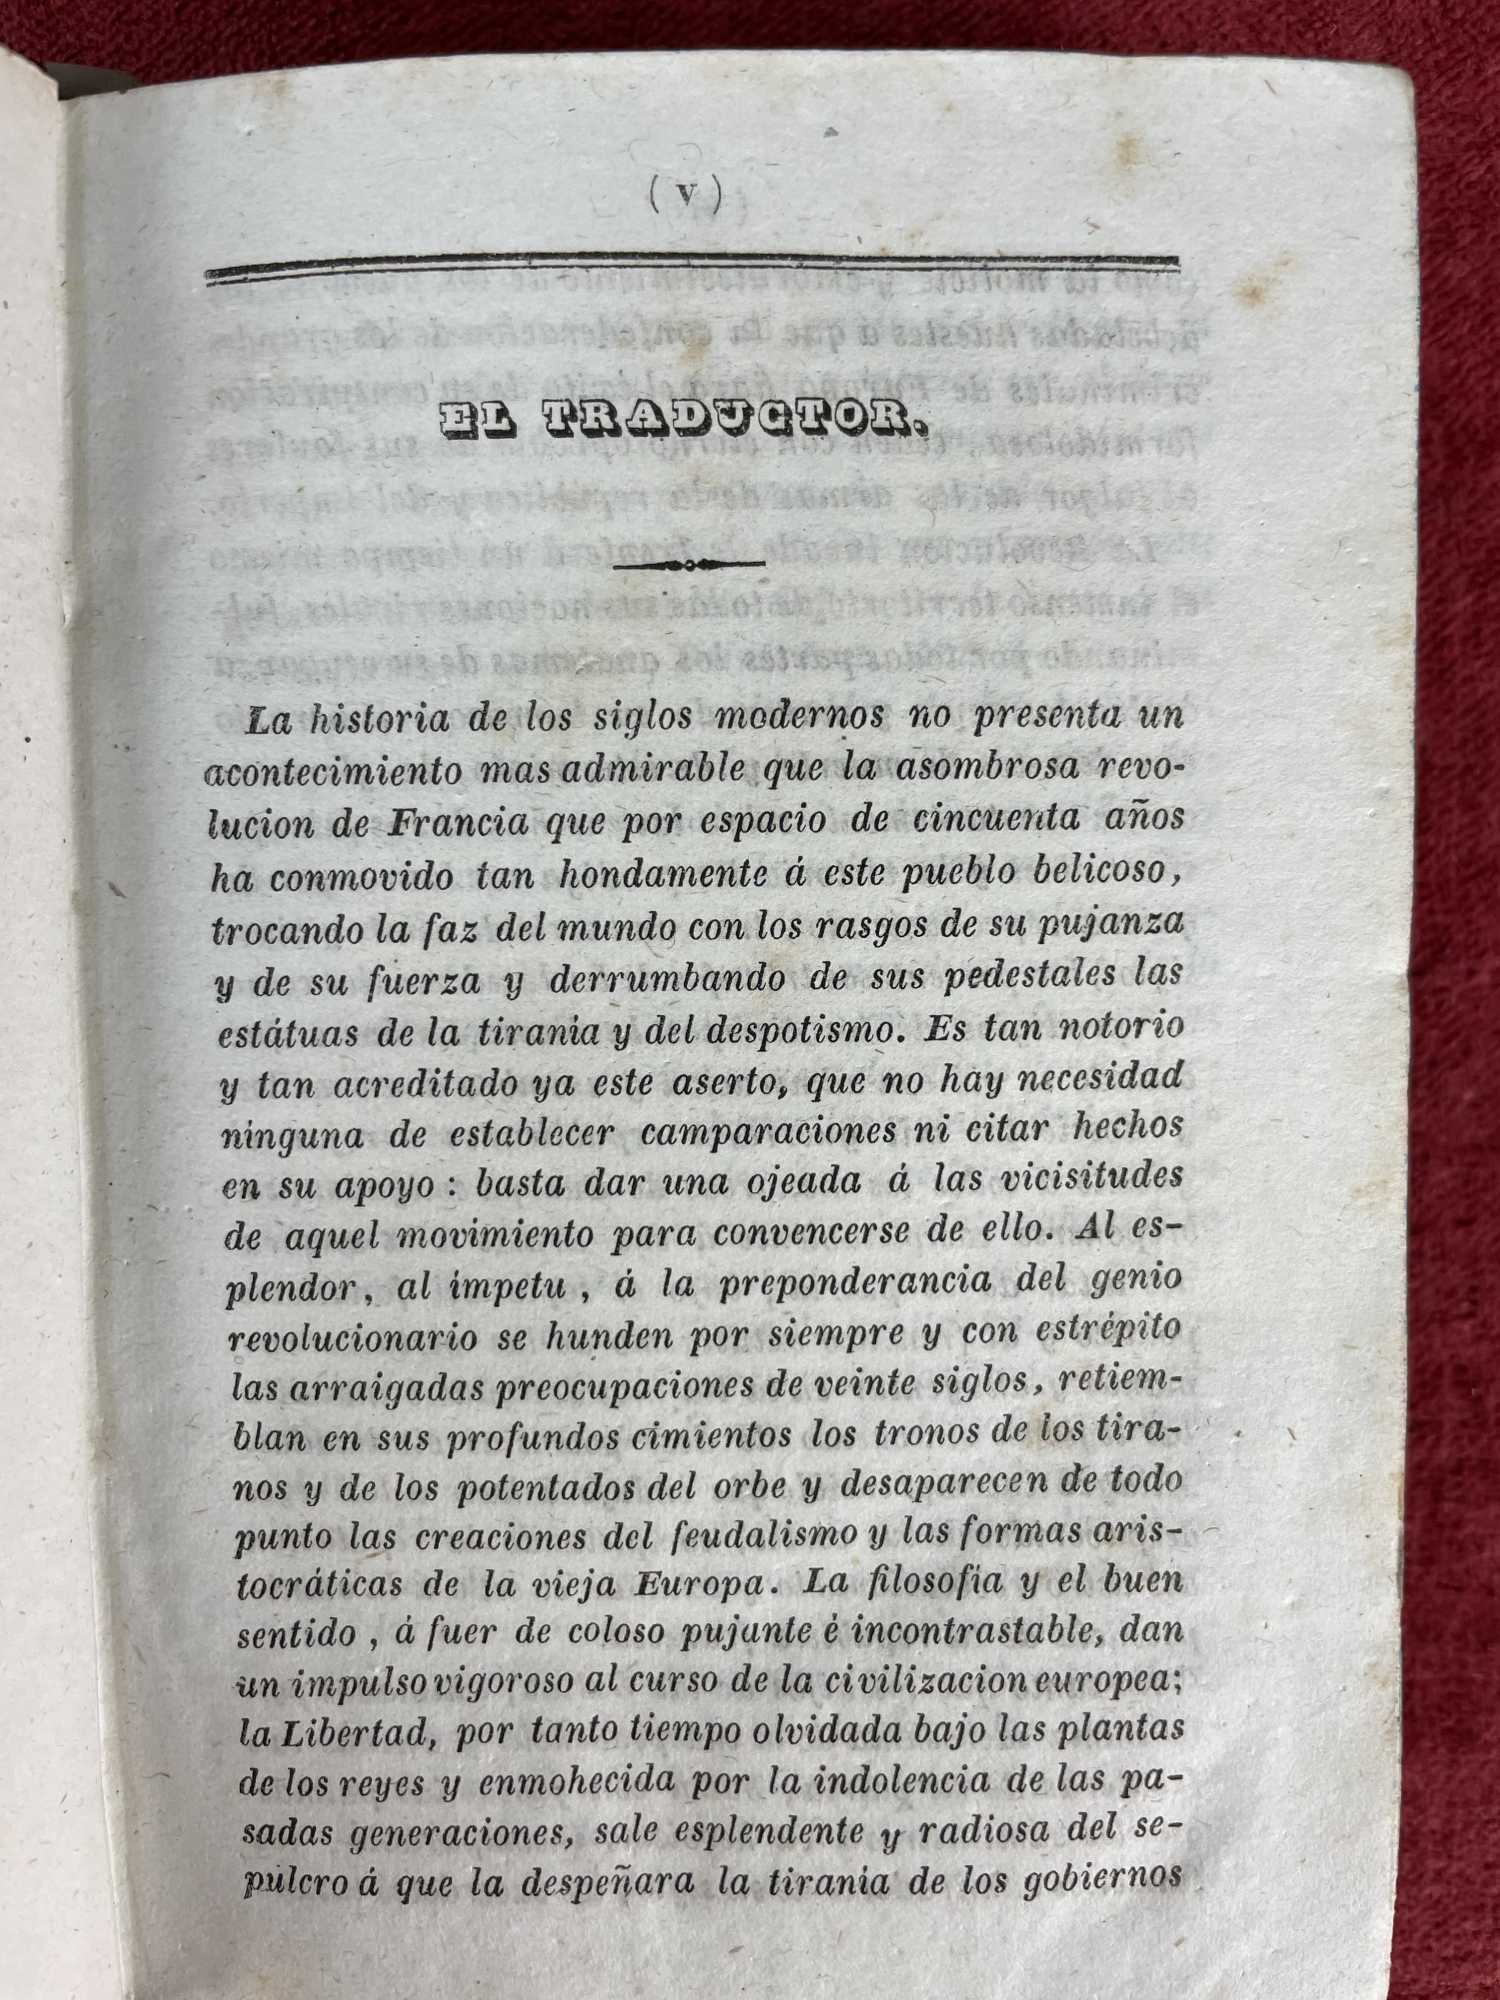 ( v )
EL TRADUCTOR.
La historia de los siglos modernos no presenta un
acontecimiento mas admirable que la asombrosa revo-
lucion de Francia que por espacio de cincuenta años
ha conmovido tan hondamente á este pueblo belicoso,
trocando la faz del mundo con los rasgos de su pujanza
y de su fuerza y derrumbando de sus pedestales las
estátuas de la tirania y del despotismo. Es tan notorio
y tan acreditado ya este aserto, que no hay necesidad
ninguna de establecer camparaciones ni citar hechos
en su apoyo : basta dar una ojeada á las vicisitudes
de aquel movimiento para convencerse de ello. Al es-
plendor, al ímpetu , á la preponderancia del genio
revolucionario se hunden por siempre y con estrépito
las arraigadas preocupaciones de veinte siglos, retiem-
blan en sus profundos cimientos los tronos de los tira-
nos y de los potentados del orbe y desaparecen de todo
punto las creaciones del feudalismo y las formas aris-
tocráticas de la vieja Europa. La filosofía y el buen
sentido , á fuer de coloso pujante é incontrastable, dan
un impulso vigoroso al curso de la civilizacion europea;
la Libertad, por tanto tiempo olvidada bajo las plantas
de los reyes y enmohecida por la indolencia de las pa-
sadas generaciones, sale esplendente y radiosa del se-
pulcro á que la despeñara la tirania de los gobiernos